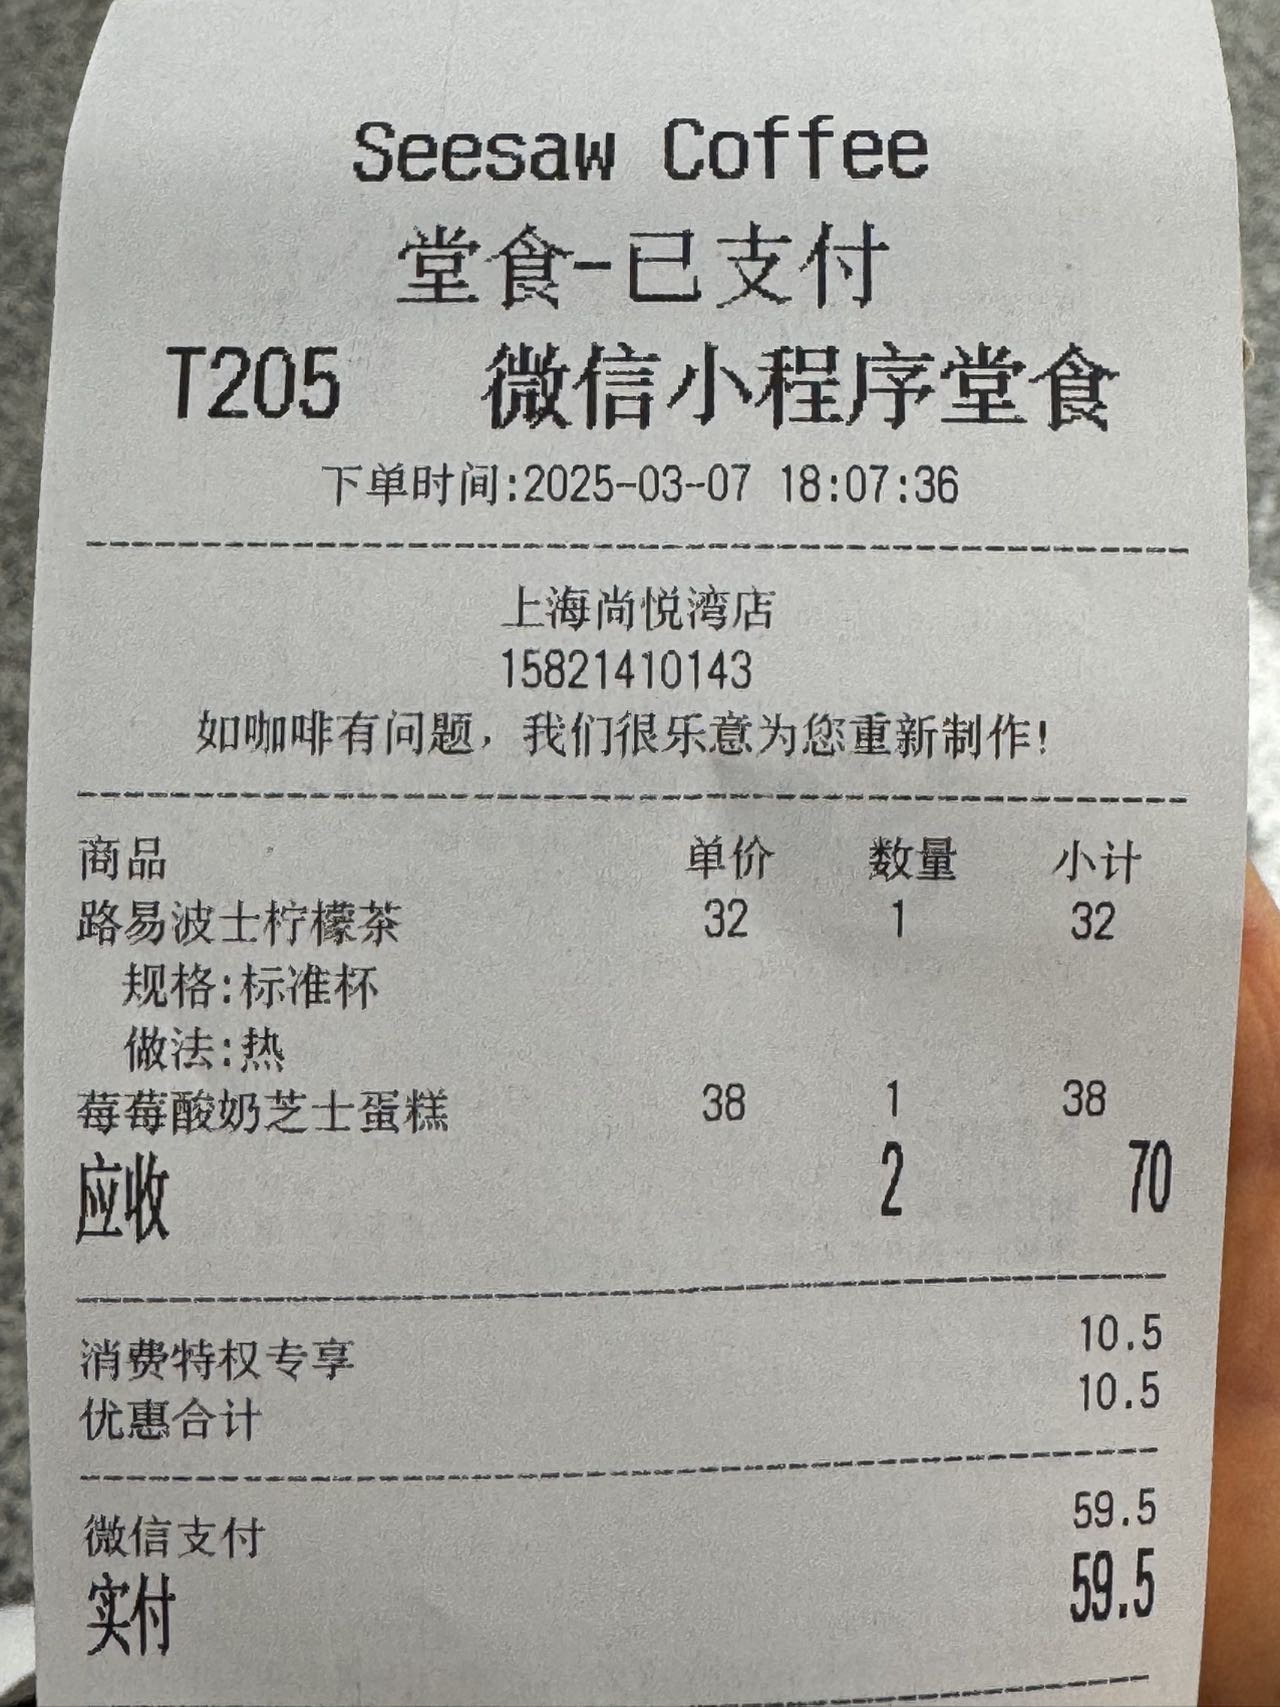 Seesaw Coffee
堂食-已支付
T205 微信小程序堂食
下单时间:2025-03-07 18:07:36
上海尚悦湾店
15821410143
如咖啡有问题，我们很乐意为您重新制作!
商品 单价 数量 小计
路易波士柠檬茶 32 1 32
规格:标准杯
做法:热
莓莓酸奶芝士蛋糕 38 1 38
应收 2 70
消费特权专享 10.5
优惠合计 10.5
微信支付 59.5
实付 59.5